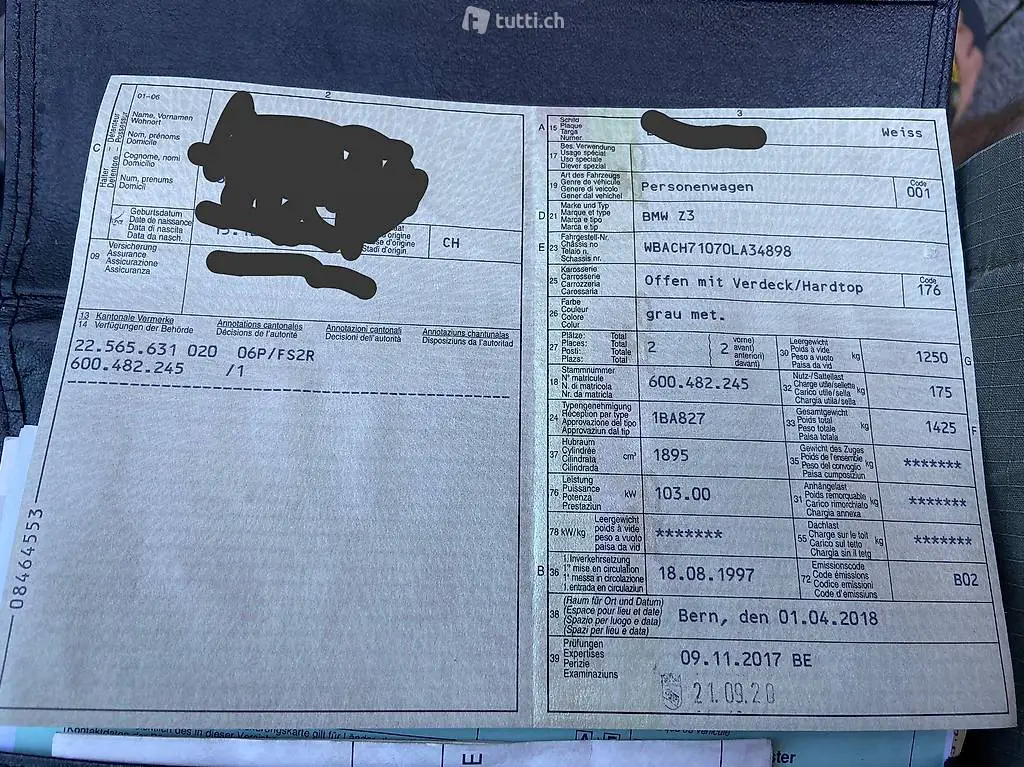 tutti.ch
2
01-06
C
Halter
Détenteur
Detentore
Possessur
Name, Vornamen
Wohnort
Nom, prénoms
Domicile
Cognome, nomi
Domicilio
Num, prenums
Domicil
Geburtsdatum
Date de naissance
Data di nascita
Data da nasch.
d'origine
Stadi d'origin
CH
09
Versicherung
Assurance
Assicurazione
Assicuranza
13 Kantonale Vermerke
14 Verfügungen der Behörde
Annotations cantonales
Décisions de l'autorité
Annotazioni cantonali
Decisioni dell'autorità
Annotaziuns chantunalas
Disposiziuns da l'autoritad
22.565.631 020 06P/FS2R
600.482.245 /1
08464553
3
A 15
Schild
Plaque
Targa
Numer.
Weiss
17
Bes. Verwendung
Usage spécial
Uso speciale
Diever spezial
19
Art des Fahrzeugs
Genre de véhicule
Genere di veicolo
Gener dal vehichel
Personenwagen
Code
001
D 21
Marke und Typ
Marque et type
Marca e tipo
Marca e tip
BMW Z3
E 23
Fahrgestell-Nr.
Châssis no
Telaio n.
Schassis nr.
WBACH71070LA34898
25
Karosserie
Carrosserie
Carrozzeria
Carossaria
Offen mit Verdeck/Hardtop
Code
176
26
Farbe
Couleur
Colore
Colur
grau met.
27
Plätze: Total
Places: Total
Posti: Totale
Plazs: Total
2
2
vorne)
avant)
anteriori)
davant)
30
Leergewicht
Poids à vide
Peso a vuoto
Paisa da vid
kg
1250
G
18
Stammnummer
N° matricule
N. di matricola
Nr. da matricla
600.482.245
32
Nutz-/Sattellast
Charge utile/sellette
Carico utile/sella
Chargia utila/sella
kg
175
24
Typengenehmigung
Réception par type
Approvazione del tipo
Approvaziun dal tip
1BA827
33
Gesamtgewicht
Poids total
Peso totale
Paisa totala
kg
1425
F
37
Hubraum
Cylindrée
Cilindrata
Cilindrada
cm³
1895
35
Gewicht des Zuges
Poids de l'ensemble
Peso del convoglio
Paisa cumposiziun
kg
*******
76
Leistung
Puissance
Potenza
Prestaziun
kW
103.00
31
Anhängelast
Poids remorquable
Carico rimorchiato
Chargia annexa
kg
*******
78 kW/kg
Leergewicht
poids à vide
peso a vuoto
paisa da vid
*******
55
Dachlast
Charge sur le toit
Carico sul tetto
Chargia sin il tetg
kg
*******
B 36
1.Inverkehrsetzung
1re mise en circulation
1a messa in circolazione
1. entrada en circulaziun
18.08.1997
72
Emissionscode
Code émissions
Codice emissioni
Code d'emissiuns
B02
38
(Raum für Ort und Datum)
(Espace pour lieu et date)
(Spazio per luogo e data)
(Spazi per lieu e data)
Bern, den 01.04.2018
39
Prüfungen
Expertises
Perizie
Examinaziuns
09.11.2017 BE
21.09.20